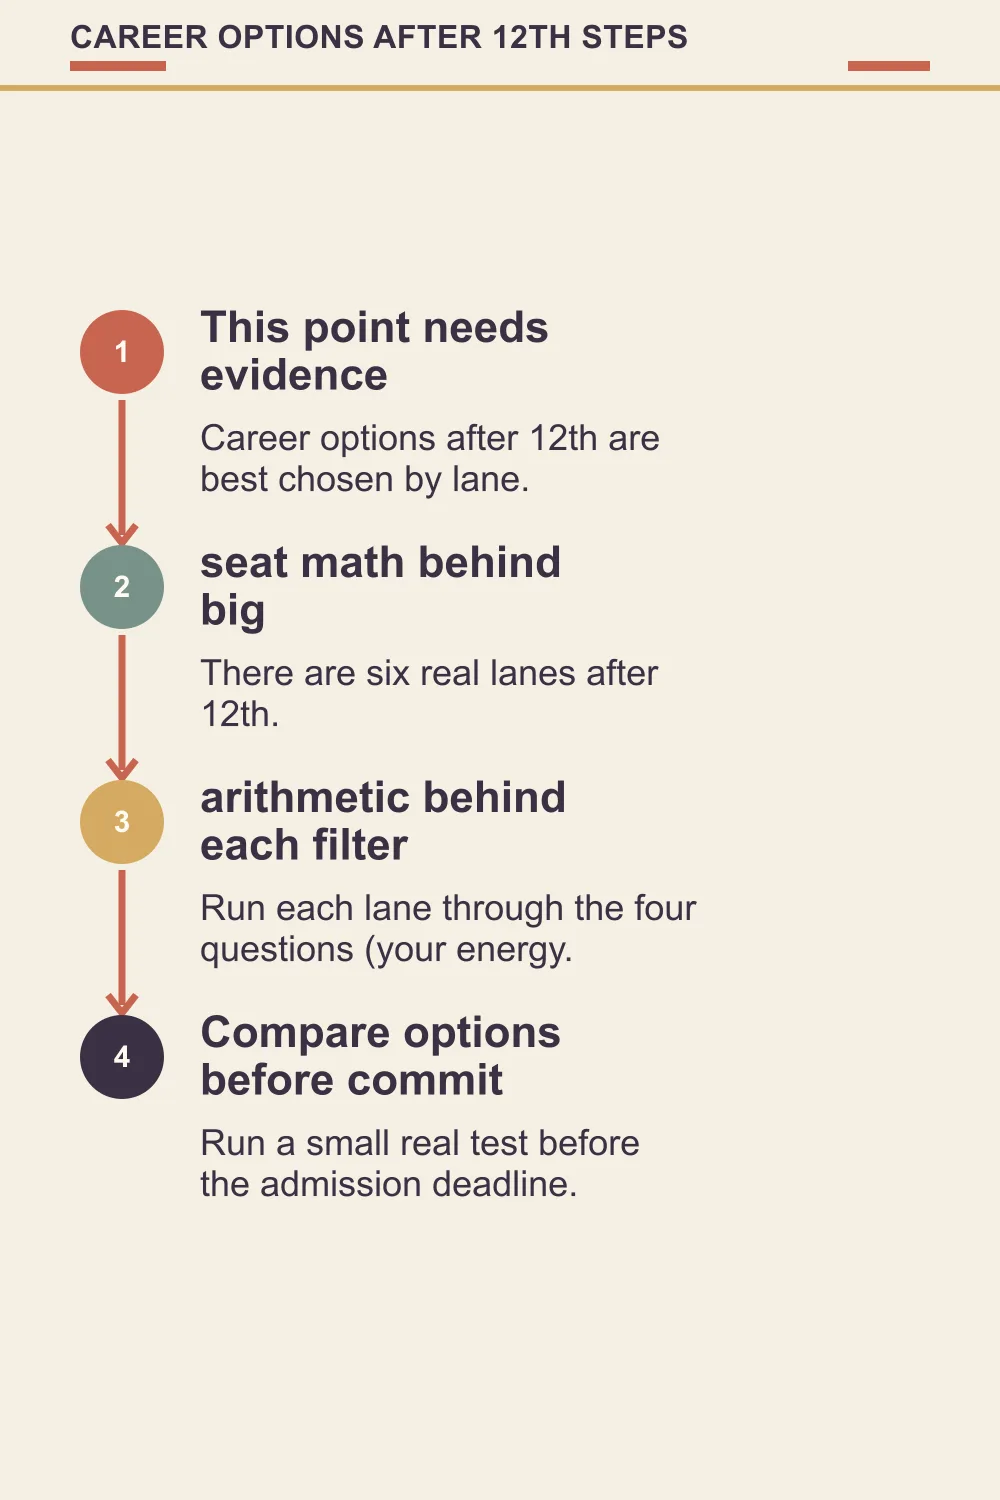 CAREER OPTIONS AFTER 12TH STEPS
1
This point needs
evidence
Career options after 12th are
best chosen by lane.
2
seat math behind
big
There are six real lanes after
12th.
3
arithmetic behind
each filter
Run each lane through the four
questions (your energy.
4
Compare options
before commit
Run a small real test before
the admission deadline.